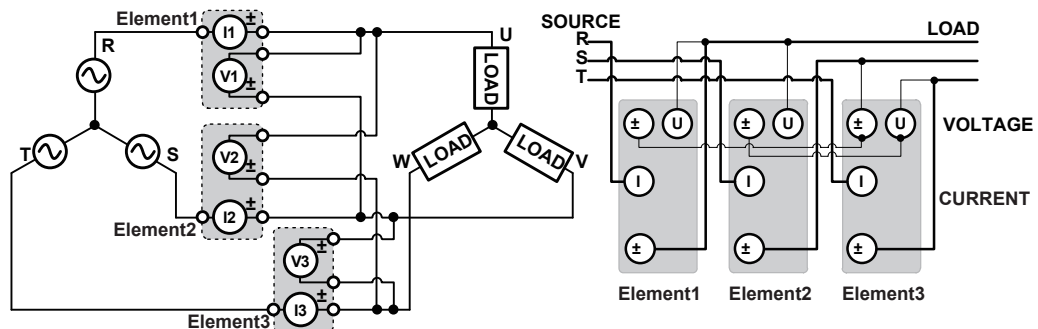 Element1
I1
±
V1
±
R
T
S
V2
±
I2
±
Element2
V3
±
I3
±
Element3
U
LOAD
W
LOAD
LOAD
V
SOURCE
R
S
T
LOAD
± U ± U ± U
VOLTAGE
I I I
CURRENT
± ± ±
Element1 Element2 Element3